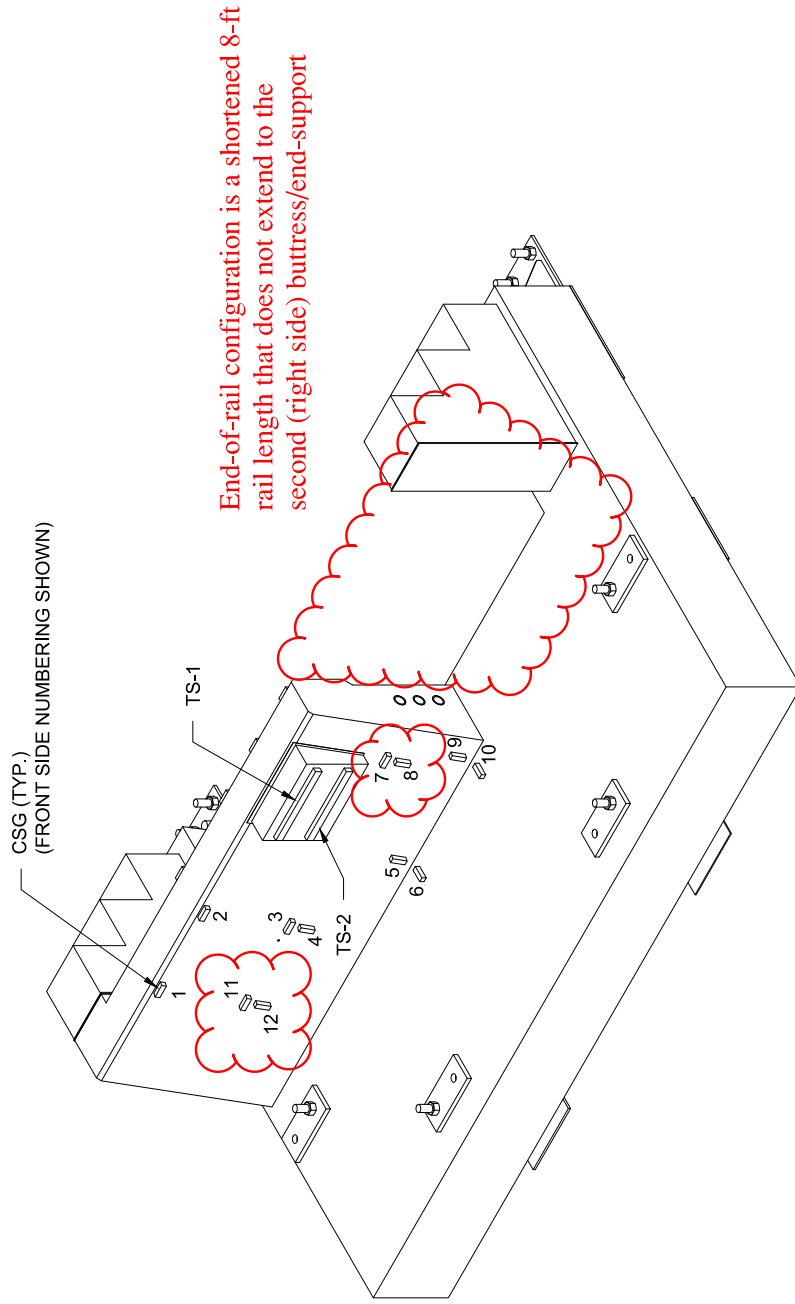 CSG (TYP.)
(FRONT SIDE NUMBERING SHOWN)
End-of-rail configuration is a shortened 8-ft
rail length that does not extend to the
second (right side) buttress/end-support
TS-1
TS-2
1
2
3
4
5
6
7
8
9
10
11
12